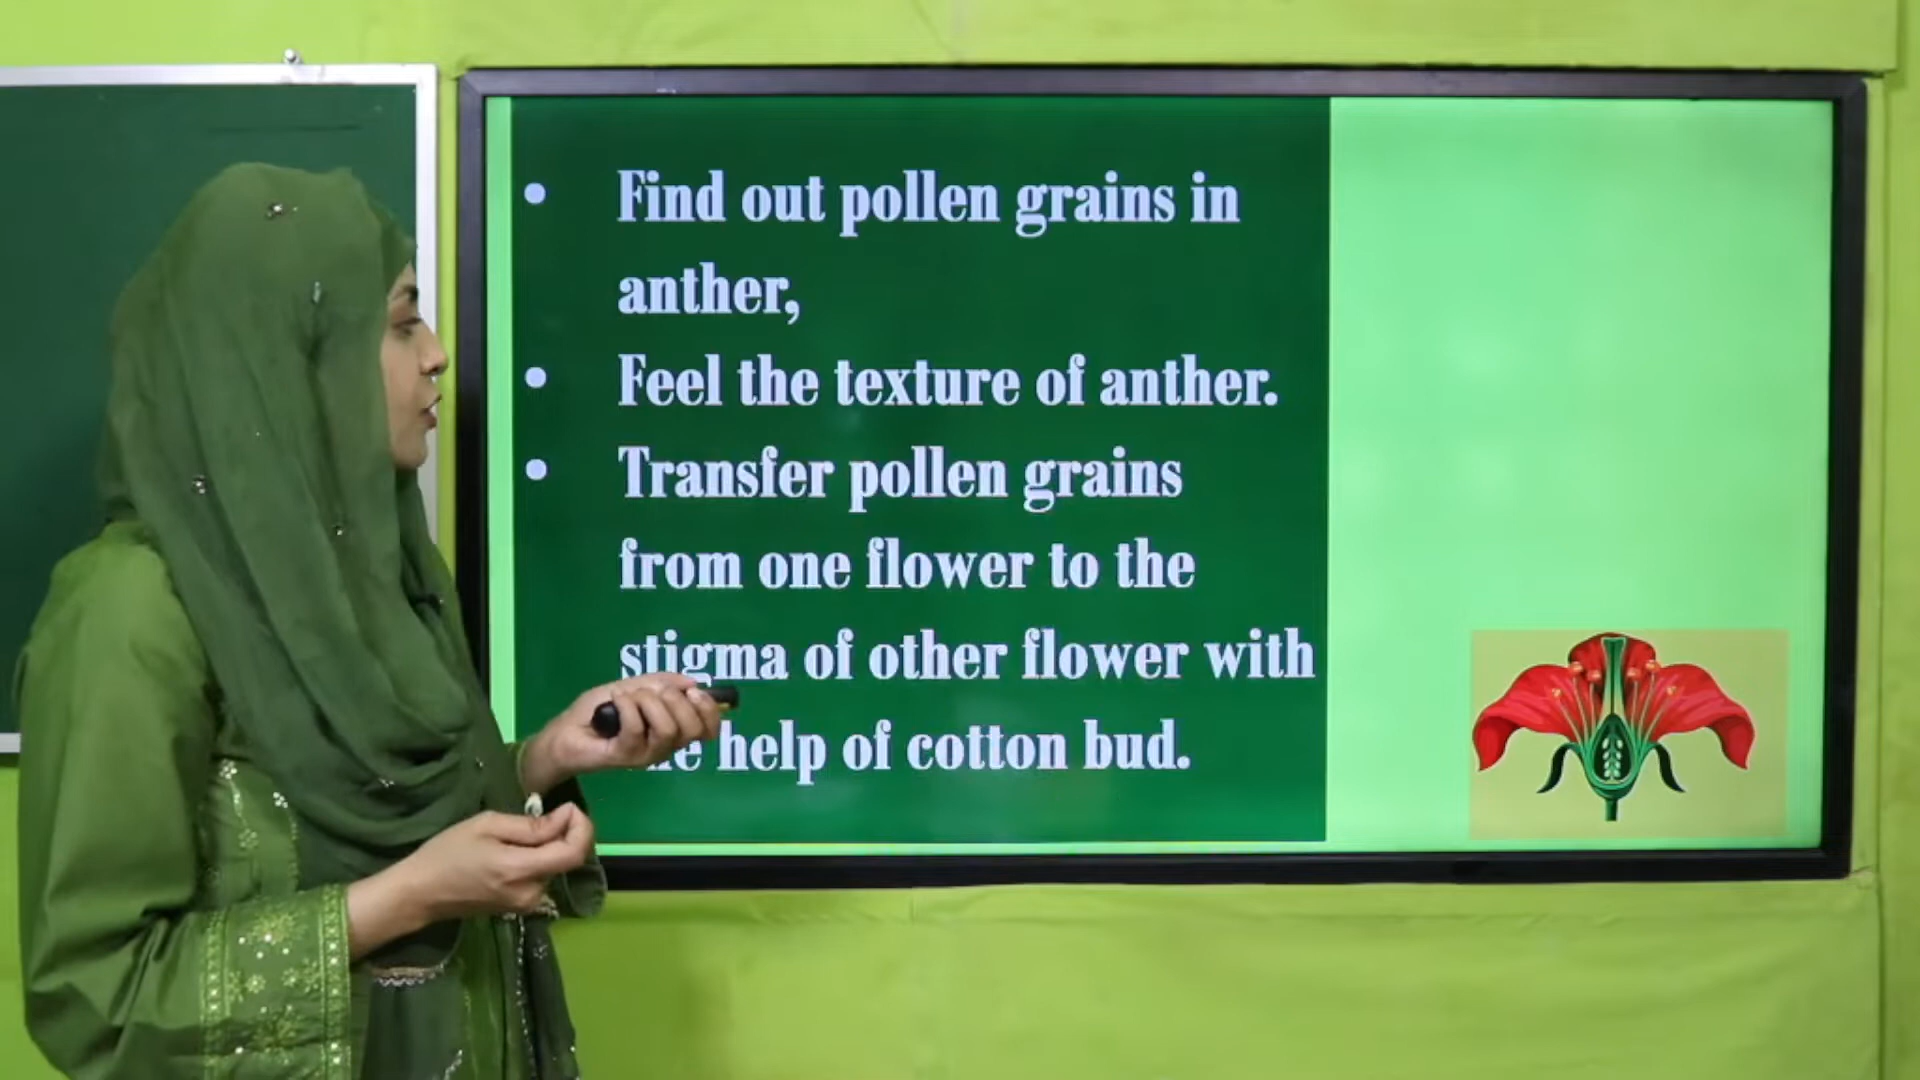 • Find out pollen grains in
anther,
• Feel the texture of anther.
• Transfer pollen grains
from one flower to the
stigma of other flower with
help of cotton bud.